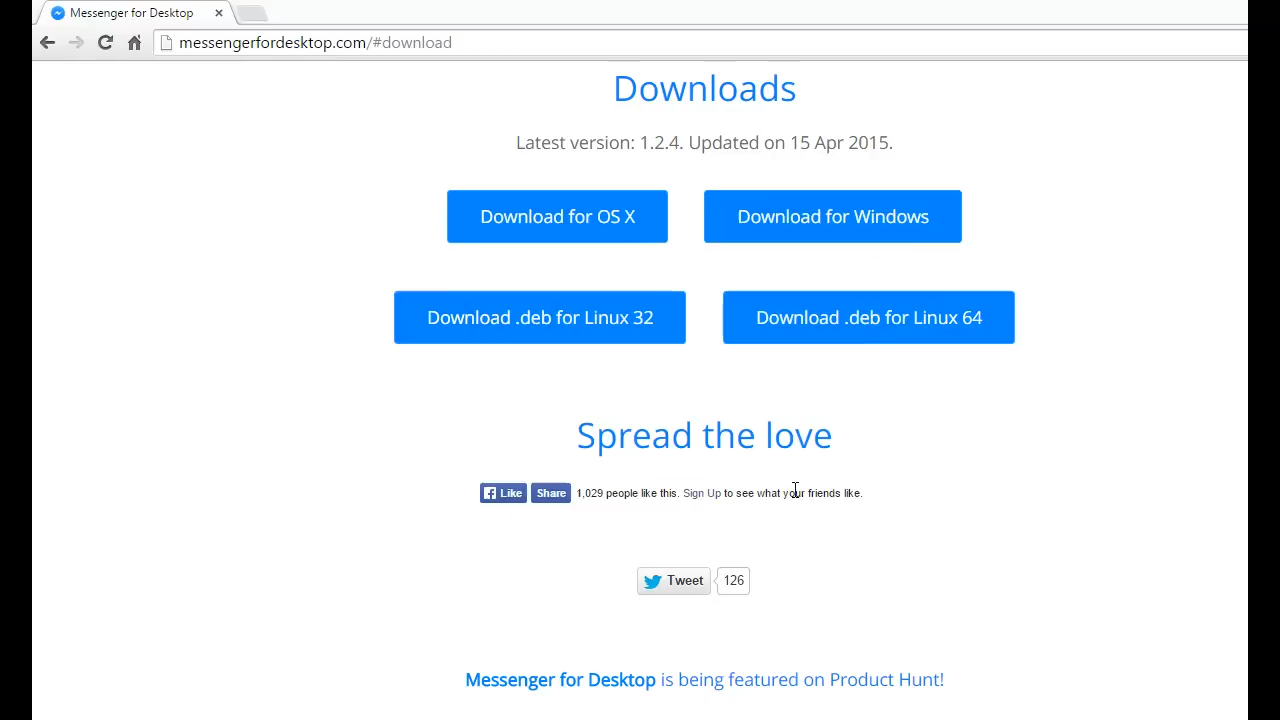 Messenger for Desktop
messengerfordesktop.com/#download
Downloads
Latest version: 1.2.4. Updated on 15 Apr 2015.
Download for OS X
Download for Windows
Download .deb for Linux 32
Download .deb for Linux 64
Spread the love
Like Share 1,029 people like this. Sign Up to see what your friends like.
Tweet 126
Messenger for Desktop is being featured on Product Hunt!